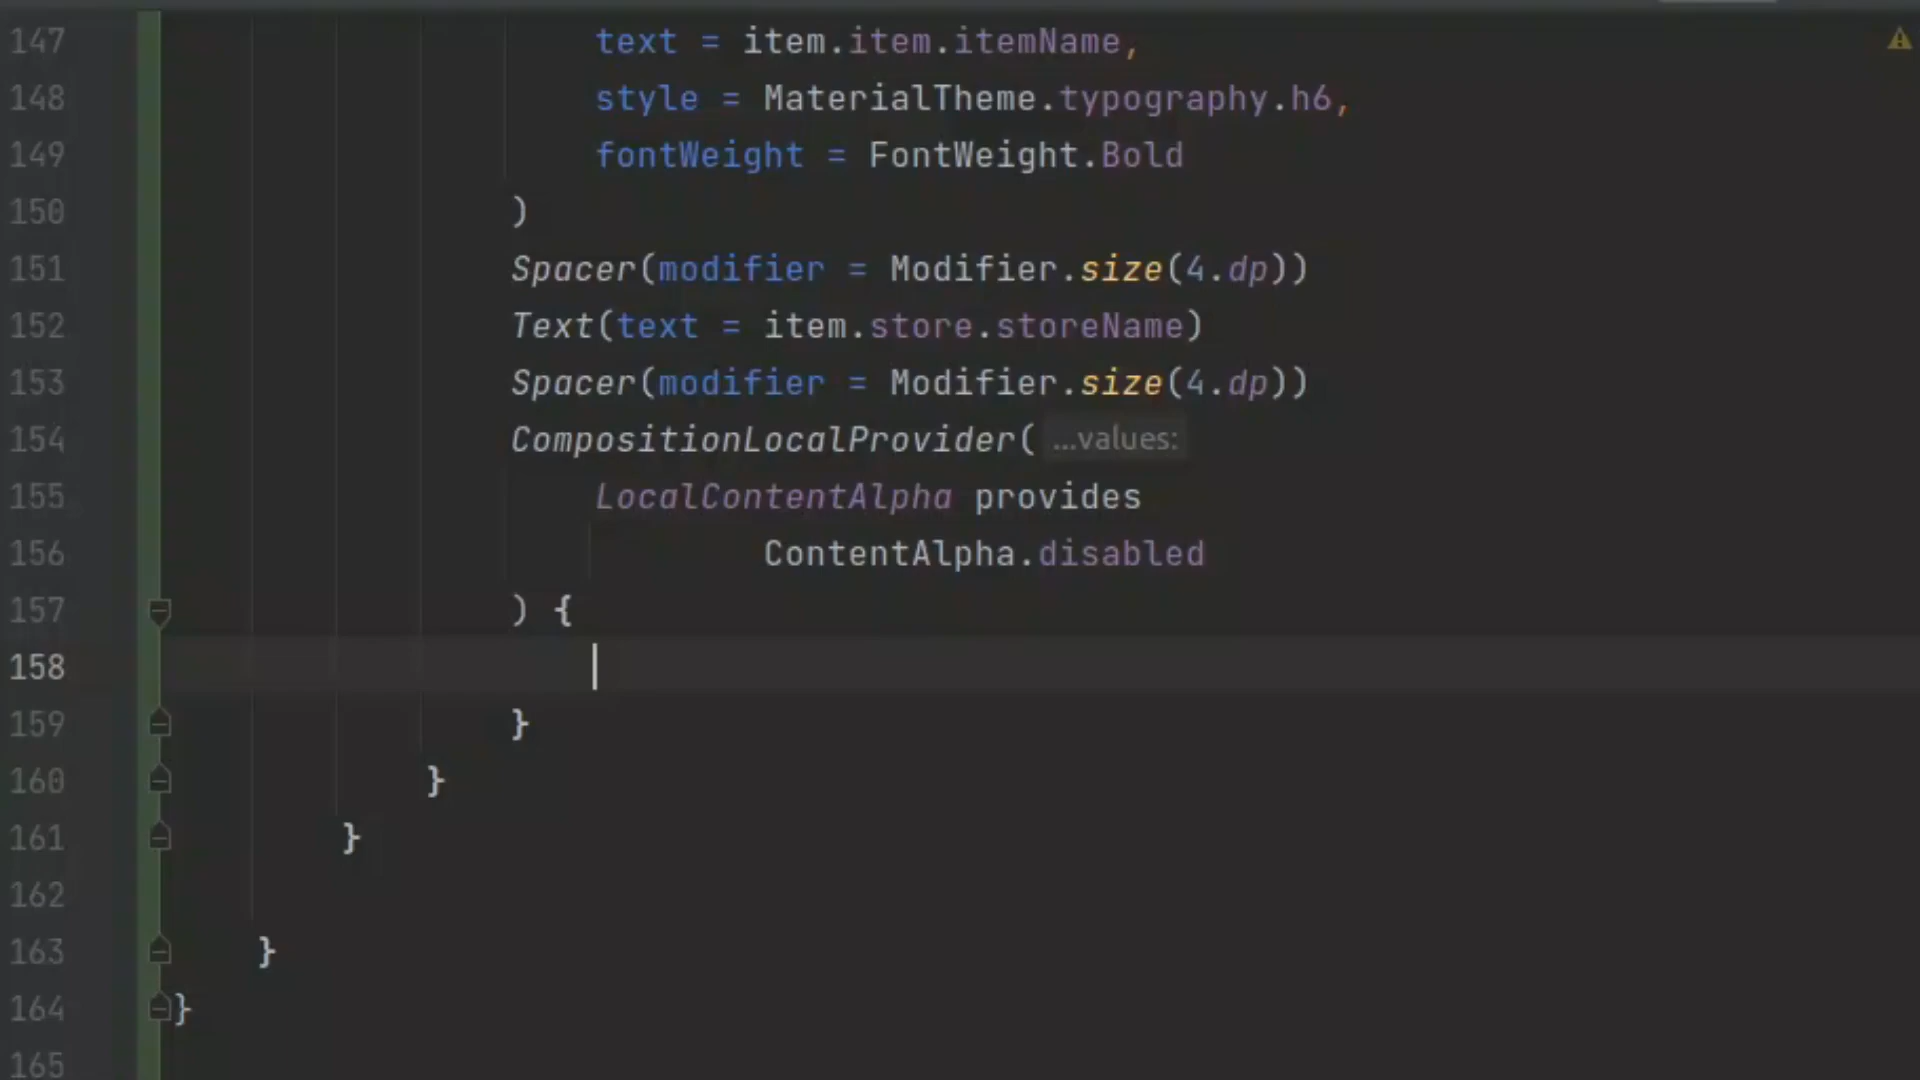 147 text = item.item.itemName,
148 style = MaterialTheme.typography.h6,
149 fontWeight = FontWeight.Bold
150 )
151 Spacer(modifier = Modifier.size(4.dp))
152 Text(text = item.store.storeName)
153 Spacer(modifier = Modifier.size(4.dp))
154 CompositionLocalProvider( ...values:
155 LocalContentAlpha provides
156 ContentAlpha.disabled
157 ) {
158
159 }
160 }
161 }
162
163 }
164 }
165